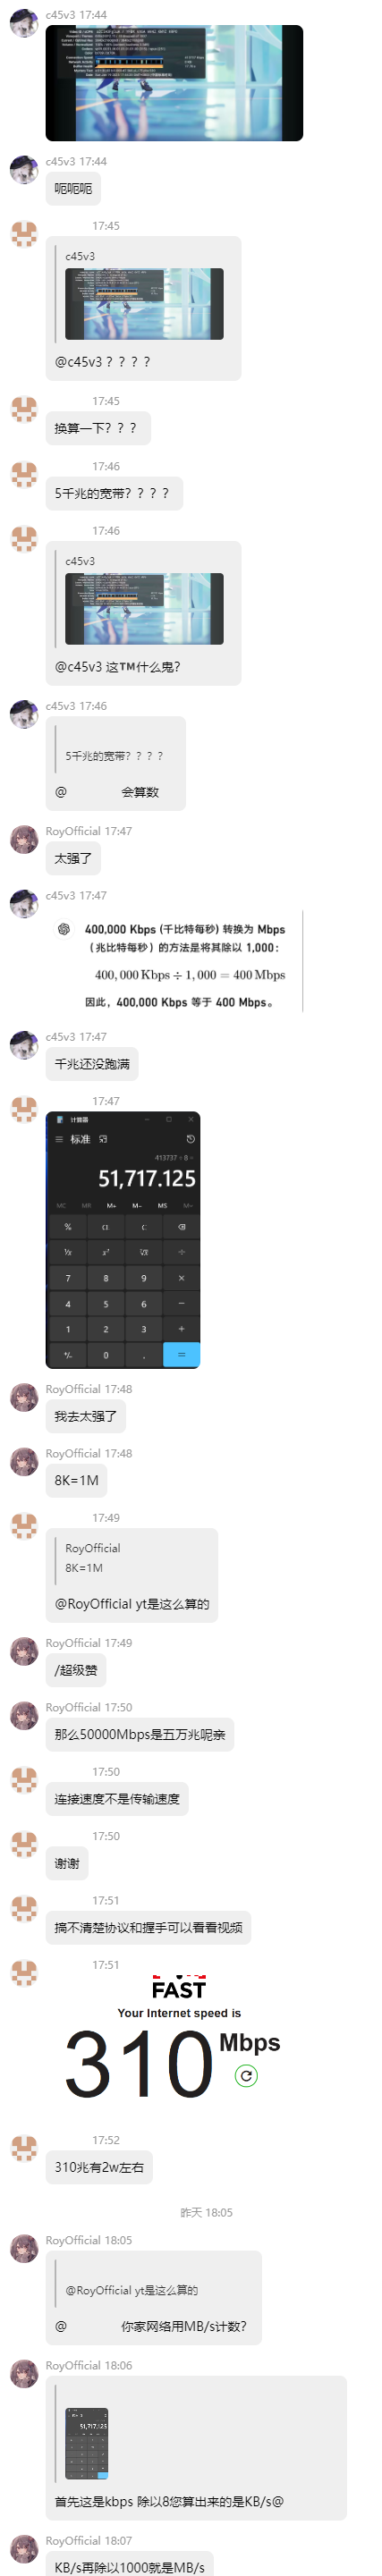 c45v3 17:44
c45v3 17:44
呃呃呃
17:45
c45v3
@c45v3？？？？
17:45
换算一下？？？
17:46
5千兆的宽带？？？？
17:46
c45v3
@c45v3 这™什么鬼？
c45v3 17:46
5千兆的宽带？？？？
@ 会算数
RoyOfficial 17:47
太强了
c45v3 17:47
400,000 Kbps (千比特每秒) 转换为 Mbps
（兆比特每秒）的方法是将其除以 1,000：
400,000 Kbps ÷ 1,000 = 400 Mbps
因此，400,000 Kbps 等于 400 Mbps。
c45v3 17:47
千兆还没跑满
17:47
计算器
标准
413737 ÷ 8 =
51,717.125
MC MR M+ M− MS M˅
% CE C
⅟x x² ²√x ÷
7 8 9 ×
4 5 6 −
1 2 3 +
+/− 0 . =
RoyOfficial 17:48
我去太强了
RoyOfficial 17:48
8K=1M
17:49
RoyOfficial
8K=1M
@RoyOfficial yt是这么算的
RoyOfficial 17:49
/超级赞
RoyOfficial 17:50
那么50000Mbps是五万兆呢亲
17:50
连接速度不是传输速度
17:50
谢谢
17:51
搞不清楚协议和握手可以看看视频
17:51
FAST
Your Internet speed is
310 Mbps
17:52
310兆有2w左右
昨天 18:05
RoyOfficial 18:05
@RoyOfficial yt是这么算的
@ 你家网络用MB/s计数？
RoyOfficial 18:06
51,717.125
首先这是kbps 除以8您算出来的是KB/s@
RoyOfficial 18:07
KB/s再除以1000就是MB/s